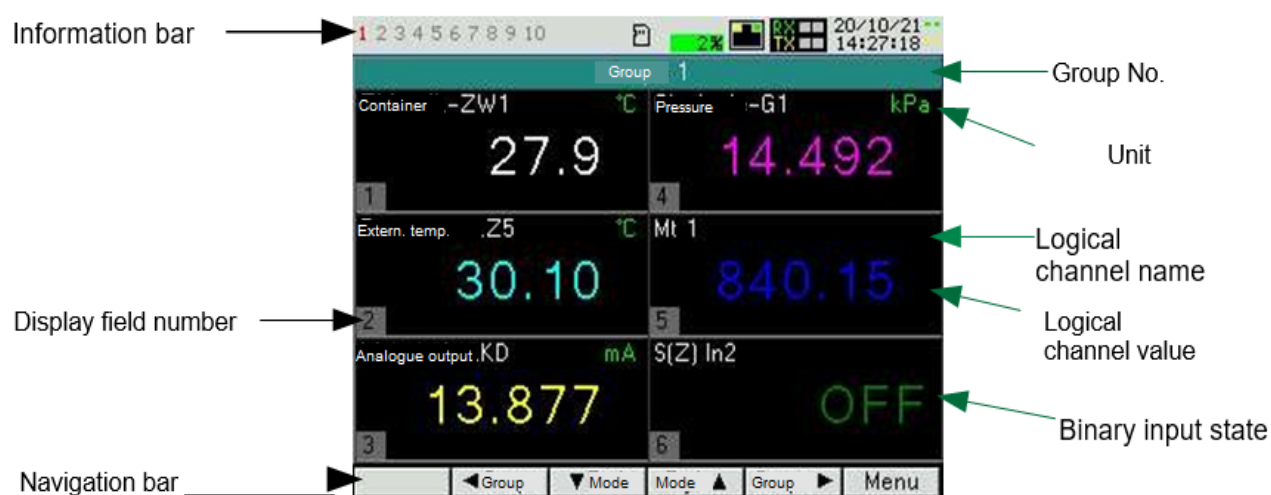 Information bar
1 2 3 4 5 6 7 8 9 10
2%
RX
TX
20/10/21
14:27:18
Group 1
Group No.
Container .-ZW1 °C
27.9
1
Pressure :-G1 kPa
14.492
4
Unit
Extern. temp. .Z5 °C
30.10
2
Mt 1
840.15
5
Logical
channel name
Display field number
Logical
channel value
Analogue output.KD mA
13.877
3
S(Z) In2
OFF
6
Binary input state
Navigation bar
◄Group
▼Mode
Mode ▲
Group ►
Menu